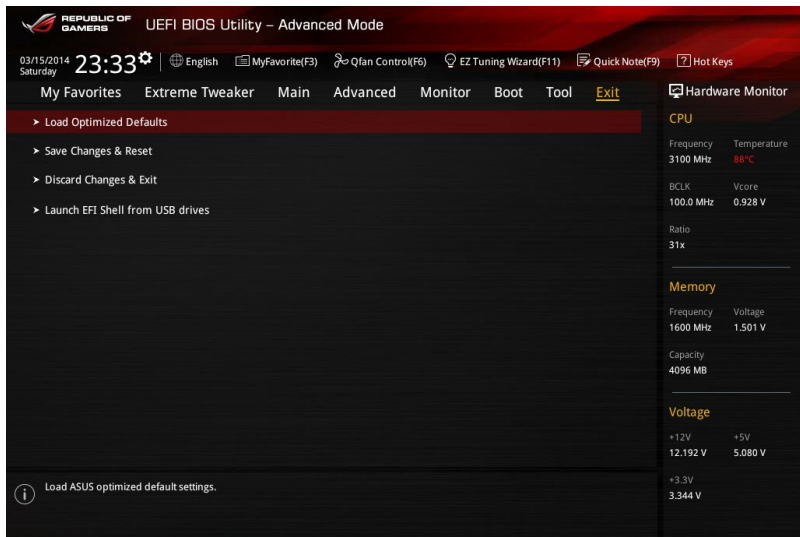 REPUBLIC OF
GAMERS
UEFI BIOS Utility – Advanced Mode
03/15/2014
Saturday
23:33
English
MyFavorite(F3)
Qfan Control(F6)
EZ Tuning Wizard(F11)
Quick Note(F9)
? Hot Keys
My Favorites Extreme Tweaker Main Advanced Monitor Boot Tool Exit
> Load Optimized Defaults
> Save Changes & Reset
> Discard Changes & Exit
> Launch EFI Shell from USB drives
i Load ASUS optimized default settings.
Hardware Monitor
CPU
Frequency Temperature
3100 MHz 88°C
BCLK Vcore
100.0 MHz 0.928 V
Ratio
31x
Memory
Frequency Voltage
1600 MHz 1.501 V
Capacity
4096 MB
Voltage
+12V +5V
12.192 V 5.080 V
+3.3V
3.344 V